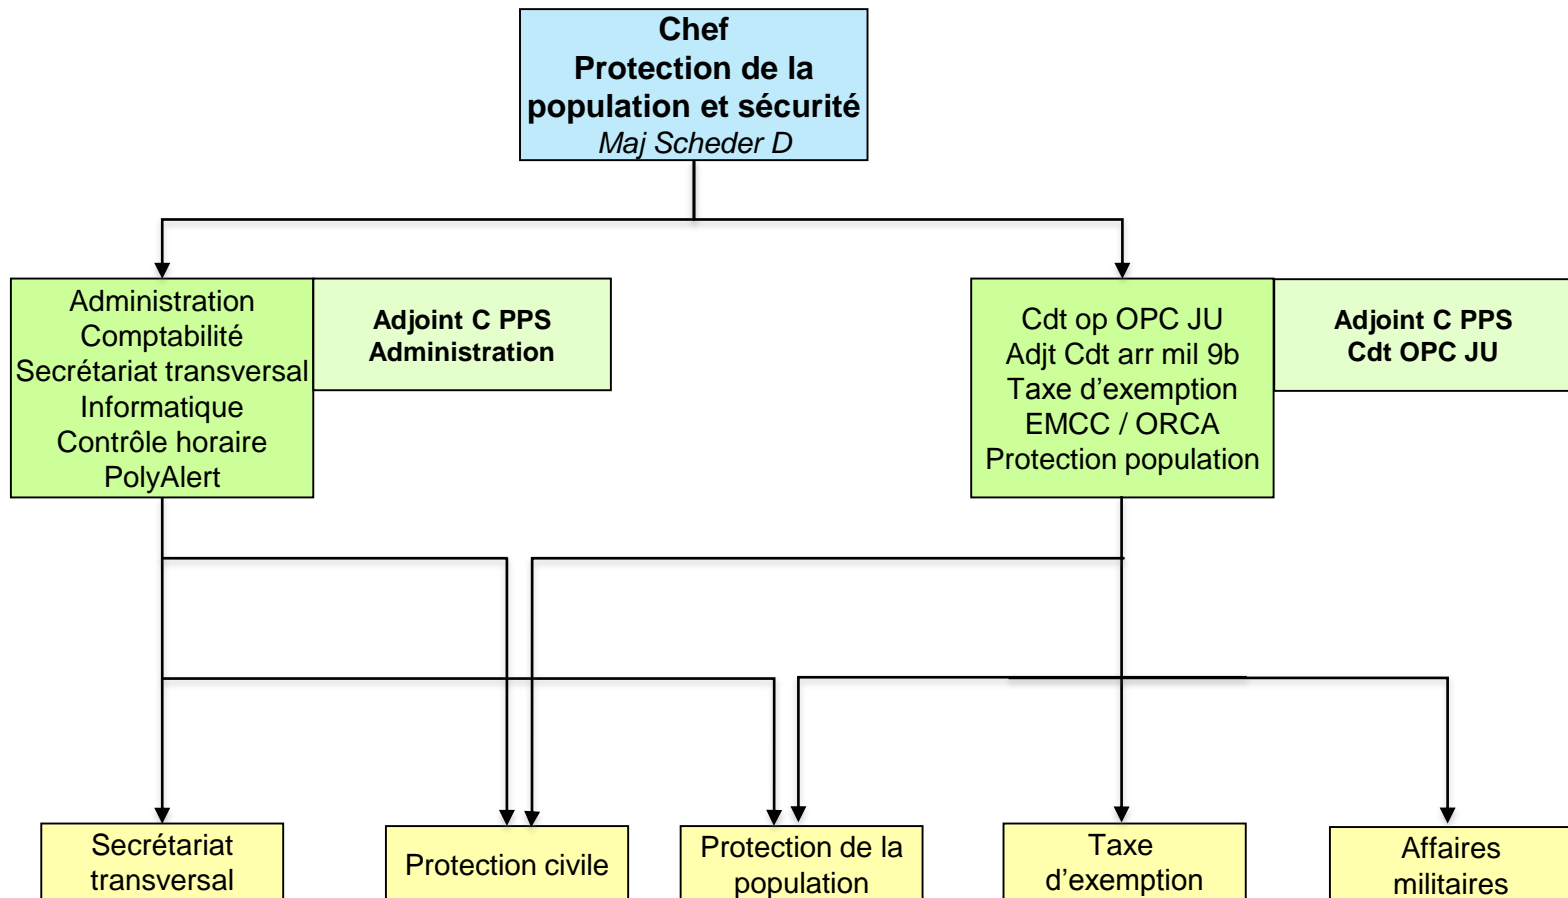 Chef
Protection de la
population et sécurité
Maj Scheder D
Administration
Comptabilité
Secrétariat transversal
Informatique
Contrôle horaire
PolyAlert
Adjoint C PPS
Administration
Cdt op OPC JU
Adjt Cdt arr mil 9b
Taxe d’exemption
EMCC / ORCA
Protection population
Adjoint C PPS
Cdt OPC JU
Secrétariat
transversal
Protection civile
Protection de la
population
Taxe
d’exemption
Affaires
militaires